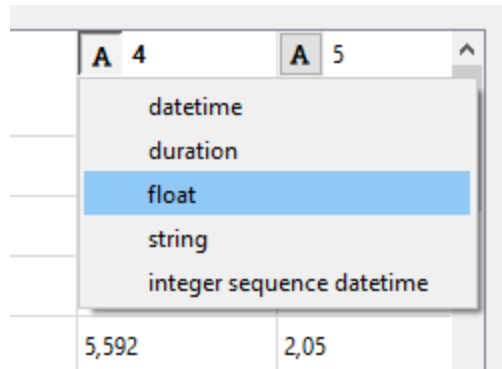 A 4 A 5
datetime
duration
float
string
integer sequence datetime
5,592 2,05